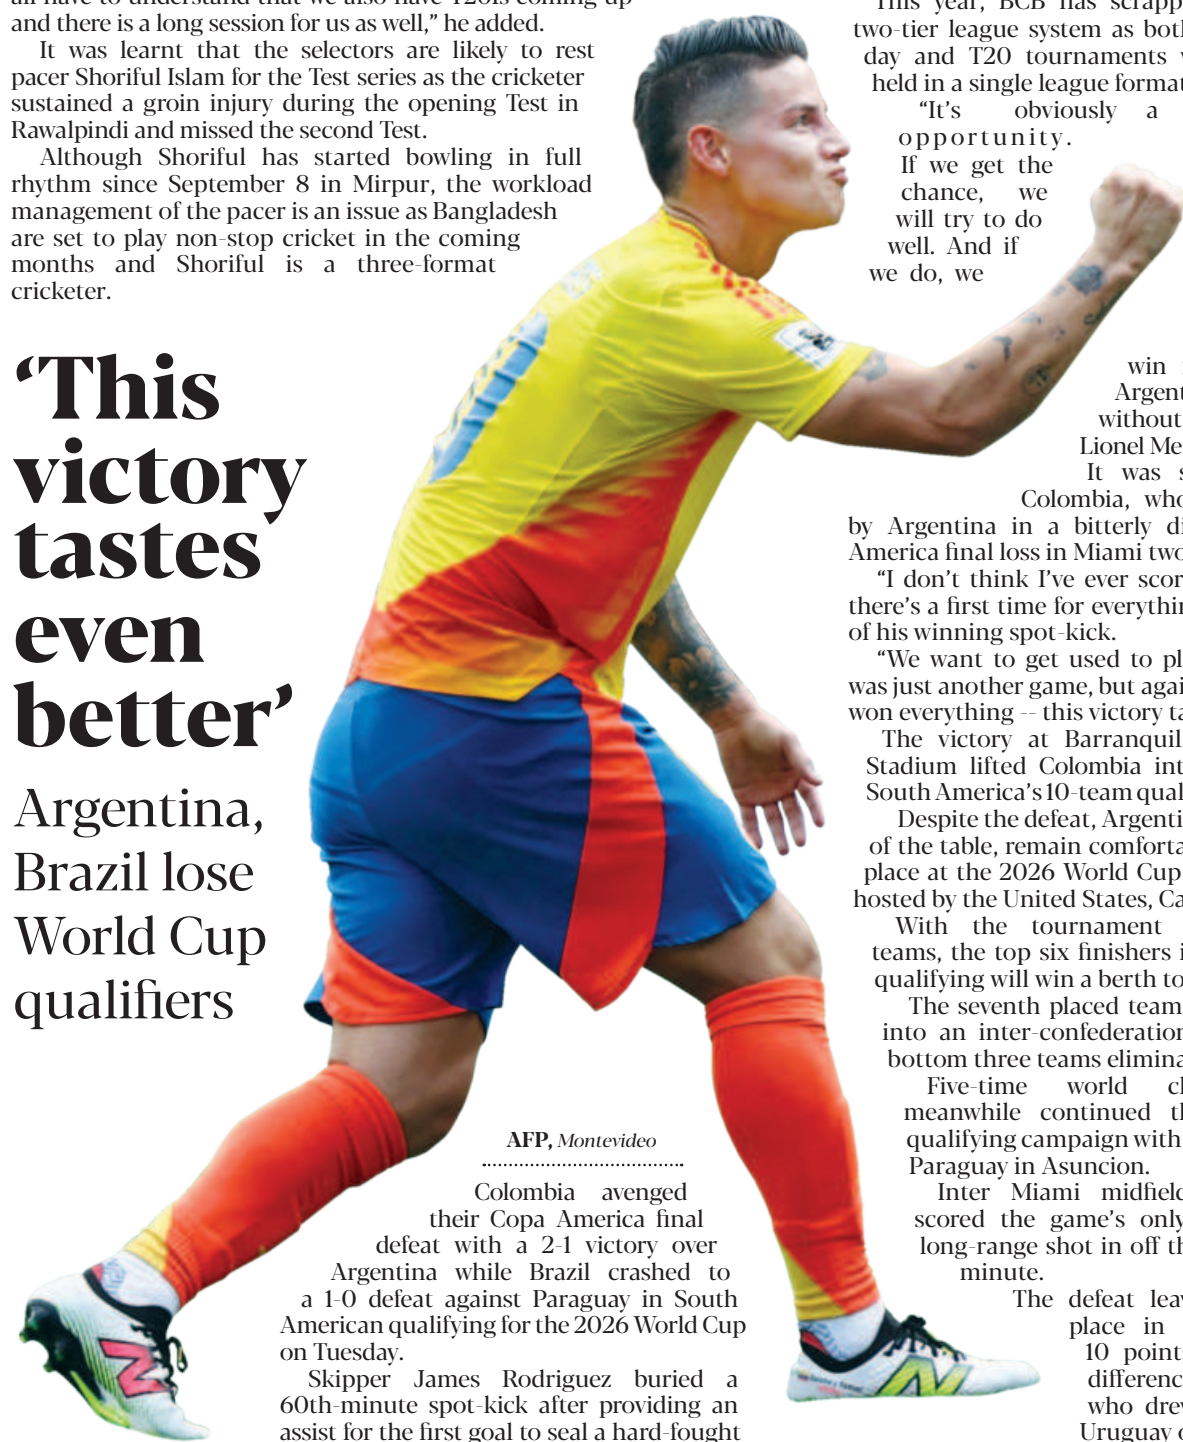 and there is a long session for us as well,” he added.
It was learnt that the selectors are likely to rest
pacer Shoriful Islam for the Test series as the cricketer
sustained a groin injury during the opening Test in
Rawalpindi and missed the second Test.
Although Shoriful has started bowling in full
rhythm since September 8 in Mirpur, the workload
management of the pacer is an issue as Bangladesh
are set to play non-stop cricket in the coming
months and Shoriful is a three-format
cricketer.
This year, BCB has
two-tier league system as
day and T20 tournaments
held in a single league format
“It’s obviously a
opportunity.
If we get the
chance, we
will try to do
well. And if
we do, we
‘This
victory
tastes
even
better’
Argentina,
Brazil lose
World Cup
qualifiers
AFP, Montevideo
Colombia avenged
their Copa America final
defeat with a 2-1 victory over
Argentina while Brazil crashed to
a 1-0 defeat against Paraguay in South
American qualifying for the 2026 World Cup
on Tuesday.
Skipper James Rodriguez buried a
60th-minute spot-kick after providing an
assist for the first goal to seal a hard-fought
win
Argent
without
Lionel Me
It was s
Colombia, who
by Argentina in a bitterly di
America final loss in Miami two
“I don’t think I’ve ever scor
there’s a first time for everythin
of his winning spot-kick.
“We want to get used to pl
was just another game, but agai
won everything -- this victory ta
The victory at Barranquil
Stadium lifted Colombia int
South America’s 10-team qual
Despite the defeat, Argenti
of the table, remain comforta
place at the 2026 World Cup
hosted by the United States, Ca
With the tournament
teams, the top six finishers i
qualifying will win a berth to
The seventh placed team
into an inter-confederation
bottom three teams elimina
Five-time world c
meanwhile continued t
qualifying campaign with
Paraguay in Asuncion.
Inter Miami midfield
scored the game’s only
long-range shot in off th
minute.
The defeat leav
place in
10 points
differenc
who drew
Uruguay